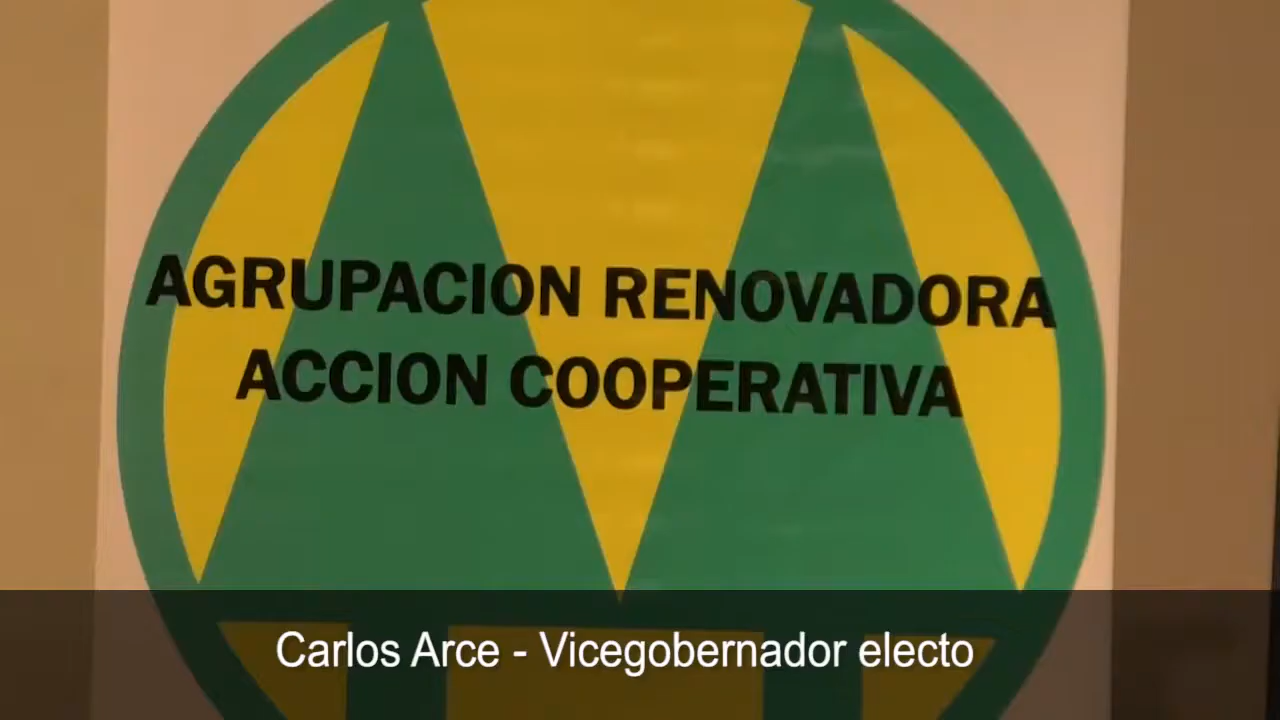 AGRUPACION RENOVADORA
ACCION COOPERATIVA
Carlos Arce - Vicegobernador electo